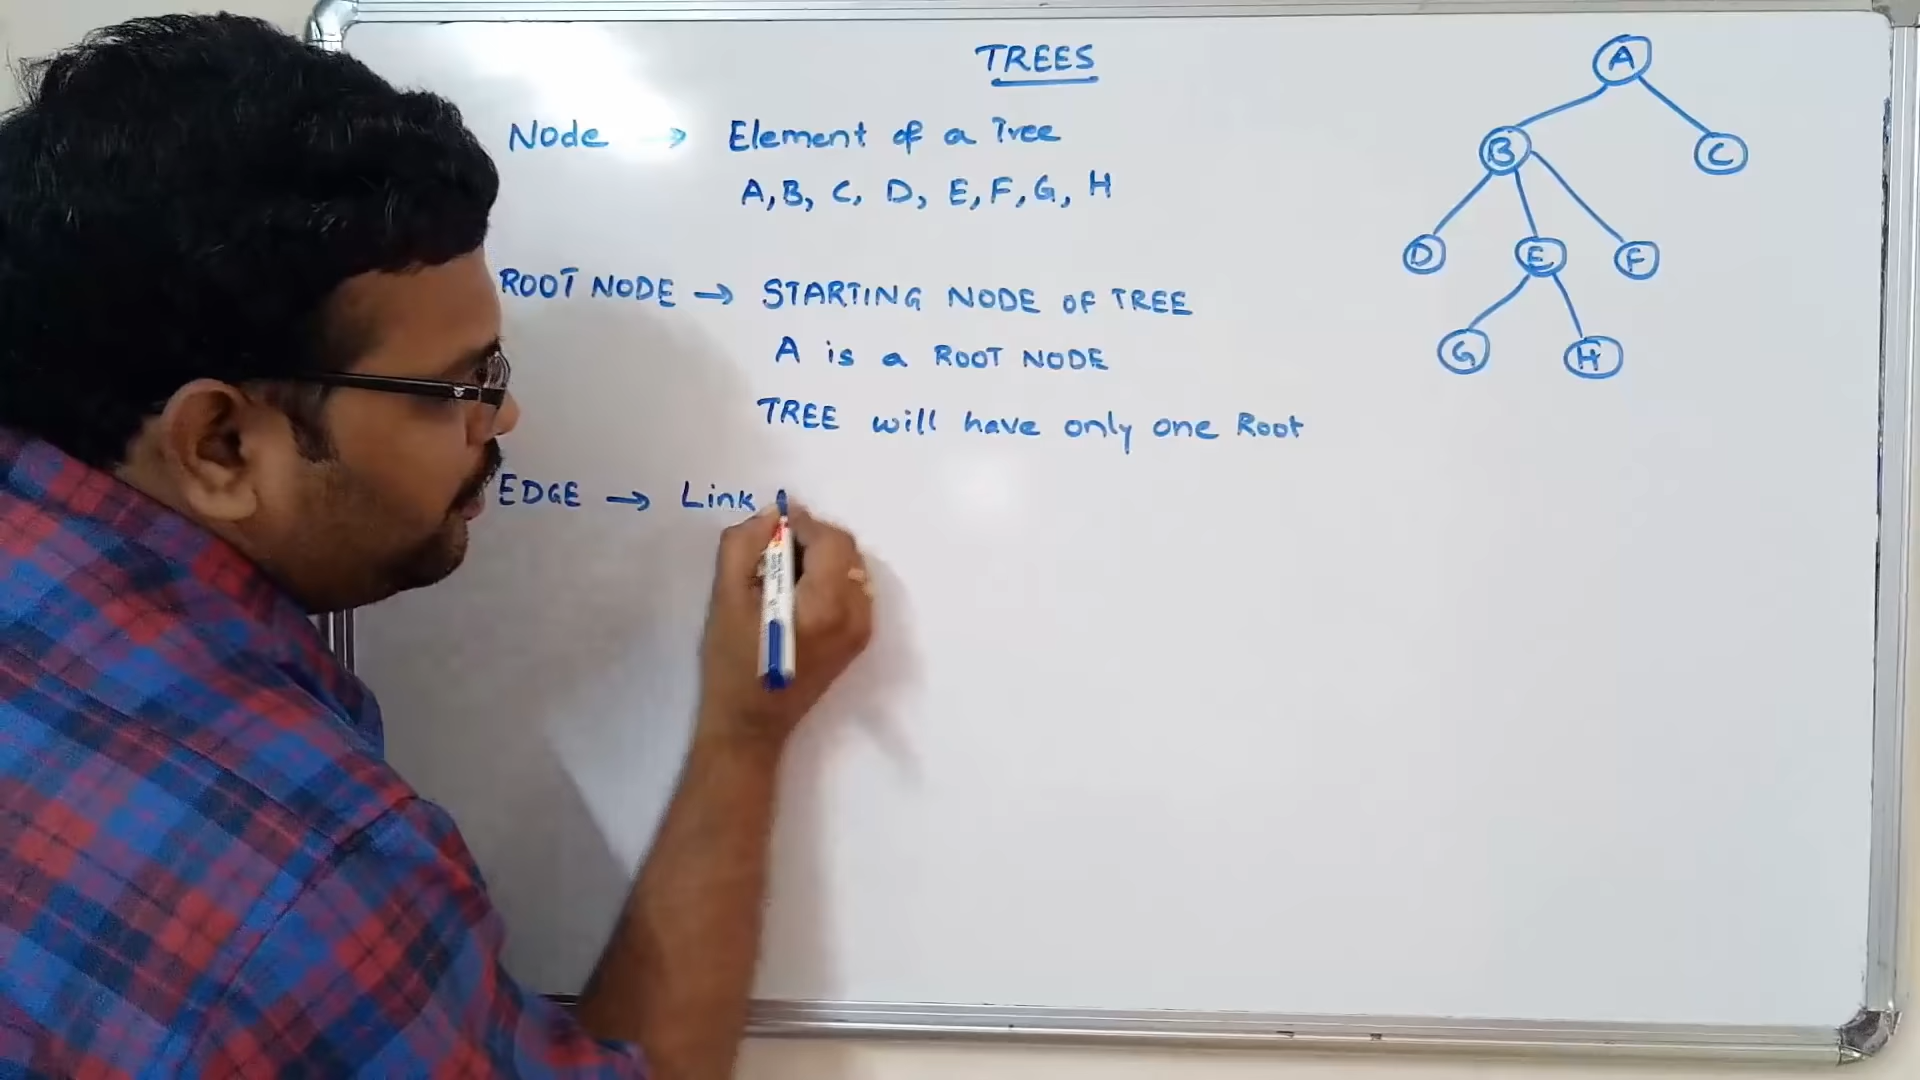 TREES
Node → Element of a Tree
A, B, C, D, E, F, G, H
ROOT NODE → STARTING NODE OF TREE
A is a ROOT NODE
TREE will have only one Root
EDGE → Link
A
B C
D E F
G H